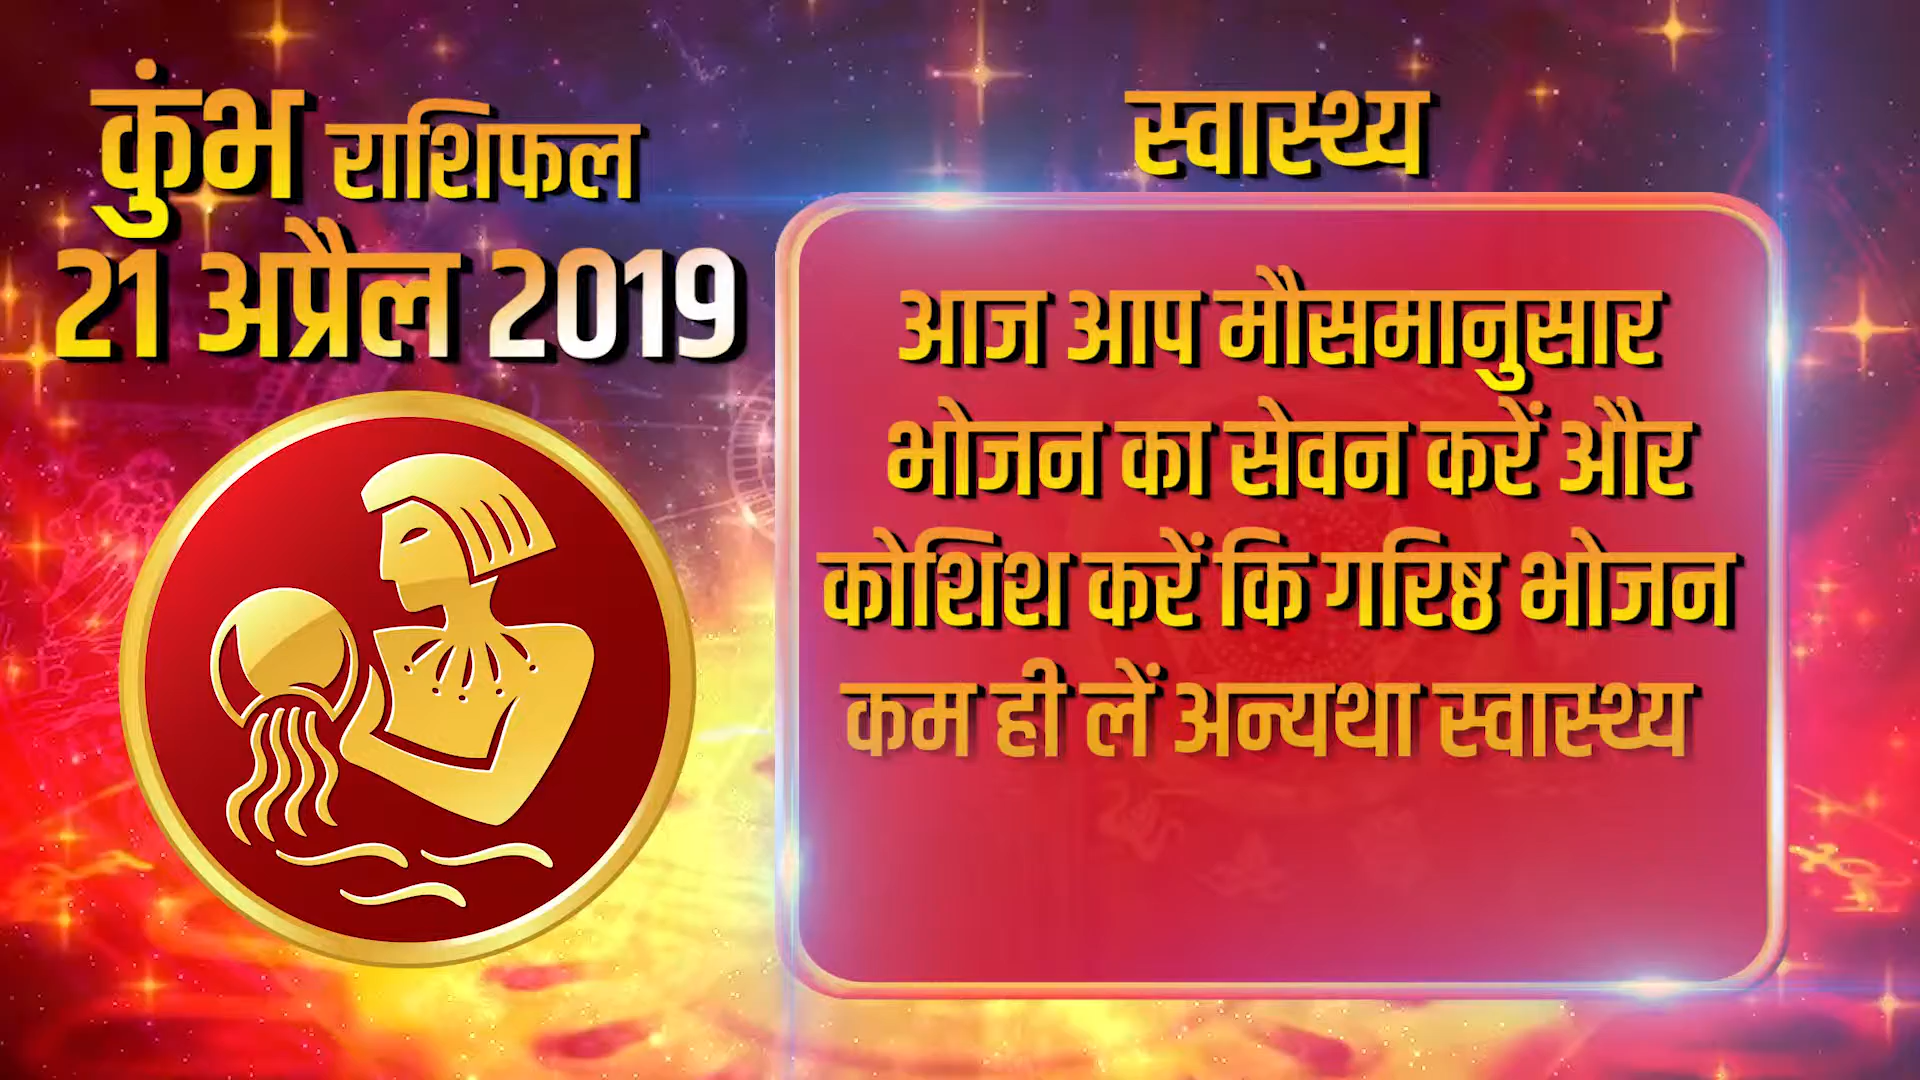 कुंभ राशिफल
21 अप्रैल 2019
स्वास्थ्य
आज आप मौसमानुसार
भोजन का सेवन करें और
कोशिश करें कि गरिष्ठ भोजन
कम ही लें अन्यथा स्वास्थ्य